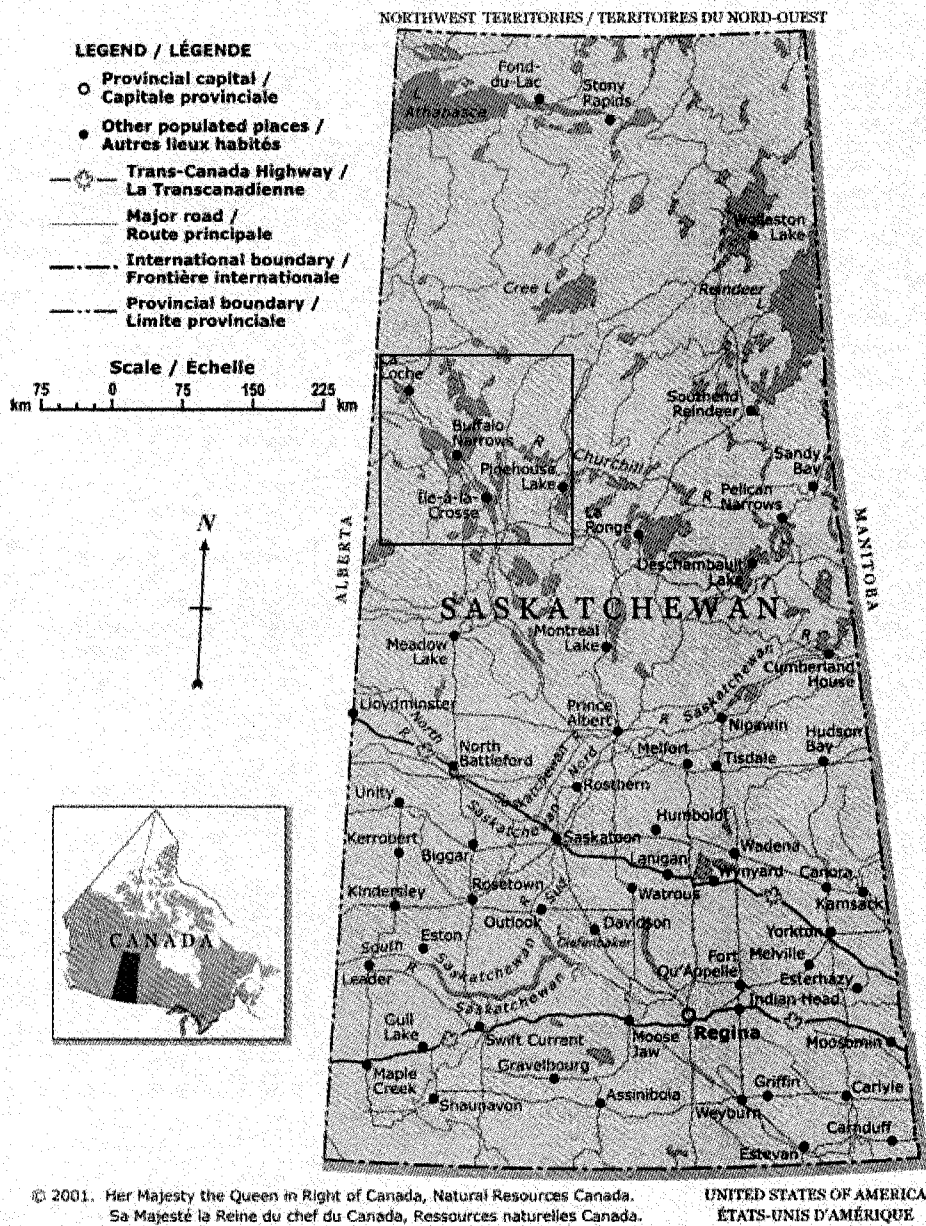 NORTHWEST TERRITORIES / TERRITOIRES DU NORD-OUEST
LEGEND / LÉGENDE
Provincial capital /
Capitale provinciale
Other populated places /
Autres lieux habités
Trans-Canada Highway /
La Transcanadienne
Major road /
Route principale
International boundary /
Frontière internationale
Provincial boundary /
Limite provinciale
Scale / Échelle
75 0 75 150 225
km km
N
Fond-
du-Lac
Stony
Rapids
L
Athabasca
Wollaston
Lake
Cree L
Reindeer
L
La
Loche
Southend
Reindeer
Buffalo
Narrows
R
Churchill
Sandy
Bay
Pinehouse
Lake
R
Pelican
Narrows
Île-à-la-
Crosse
La
Ronge
ALBERTA
MANITOBA
Deschambault
Lake
SASKATCHEWAN
Meadow
Lake
Montreal
Lake
R
Cumberland
House
Saskatchewan
R
Lloydminster
North
R
Prince
Albert
Nipawin
Hudson
Bay
North
Battleford
Melfort
Tisdale
Saskatchewan
Nord
Rosthern
Unity
Saskatchewan
Humboldt
Kerrobert
Saskatoon
Wadena
Biggar
Lanigan
Wynyard
Canora
Kindersley
Rosetown
R
Sud
Watrous
Kamsack
Outlook
Davidson
Yorkton
Eston
L
Diefenbaker
South
R
Saskatchewan
Fort
Qu'Appelle
Melville
Leader
Esterhazy
Saskatchewan
Indian Head
Gull
Lake
Swift Current
Moose
Jaw
Regina
Moosomin
Maple
Creek
Gravelbourg
Griffin
Carlyle
Shaunavon
Assiniboia
Weyburn
Carnduff
Estevan
CANADA
© 2001. Her Majesty the Queen in Right of Canada, Natural Resources Canada.
Sa Majesté la Reine du chef du Canada, Ressources naturelles Canada.
UNITED STATES OF AMERICA
ÉTATS-UNIS D'AMÉRIQUE